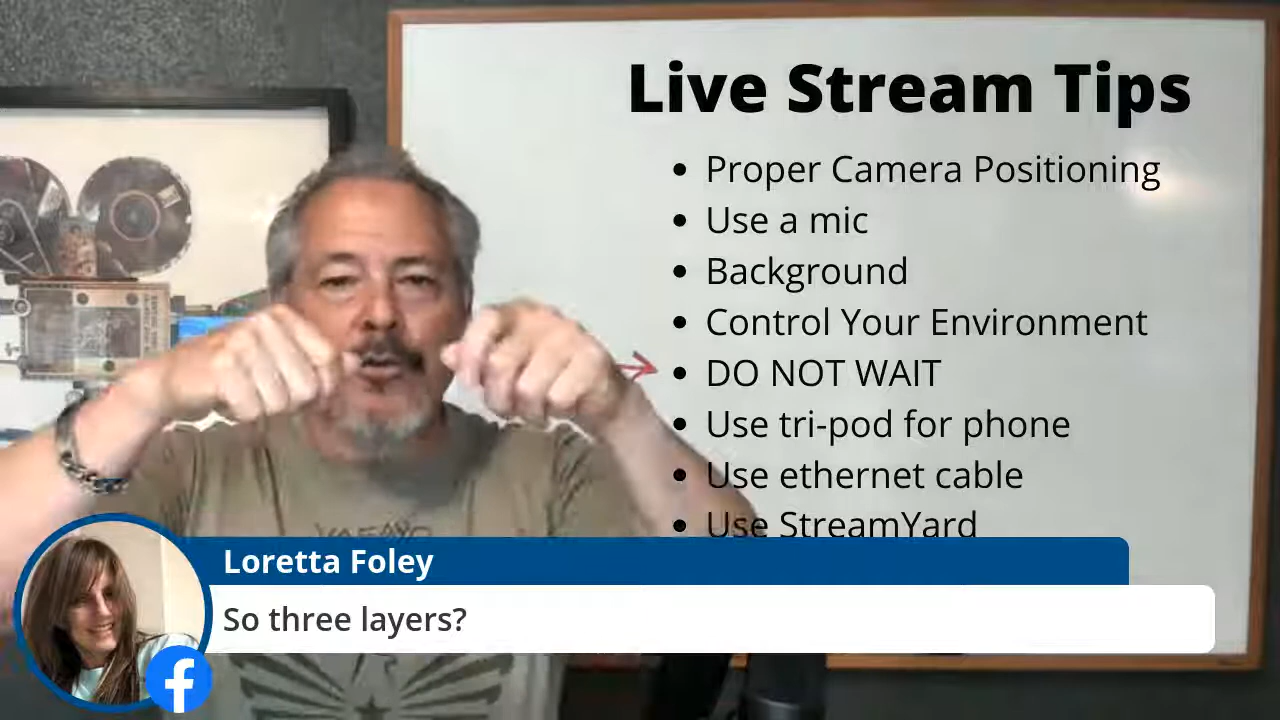 Live Stream Tips
• Proper Camera Positioning
• Use a mic
• Background
• Control Your Environment
• DO NOT WAIT
• Use tri-pod for phone
• Use ethernet cable
• Use StreamYard
Loretta Foley
So three layers?